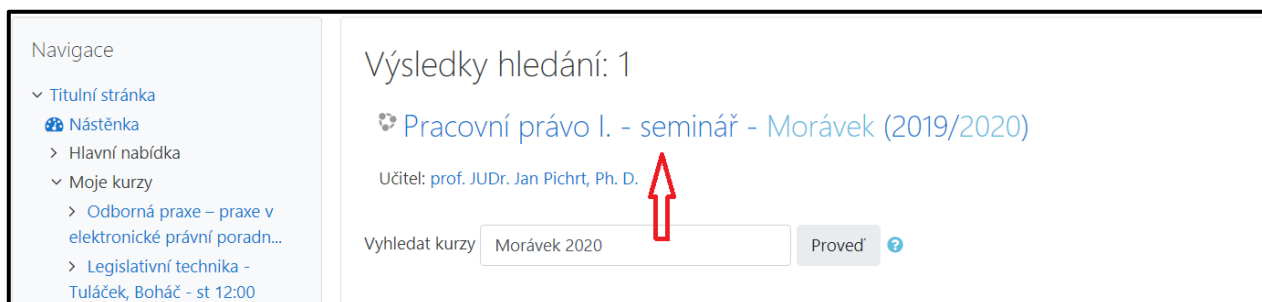 Navigace
Titulní stránka
Nástěnka
Hlavní nabídka
Moje kurzy
Odborná praxe – praxe v
elektronické právní poradn...
Legislativní technika -
Tuláček, Boháč - st 12:00
Výsledky hledání: 1
Pracovní právo I. - seminář - Morávek (2019/2020)
Učitel: prof. JUDr. Jan Pichrt, Ph. D.
Vyhledat kurzy Morávek 2020 Proveď